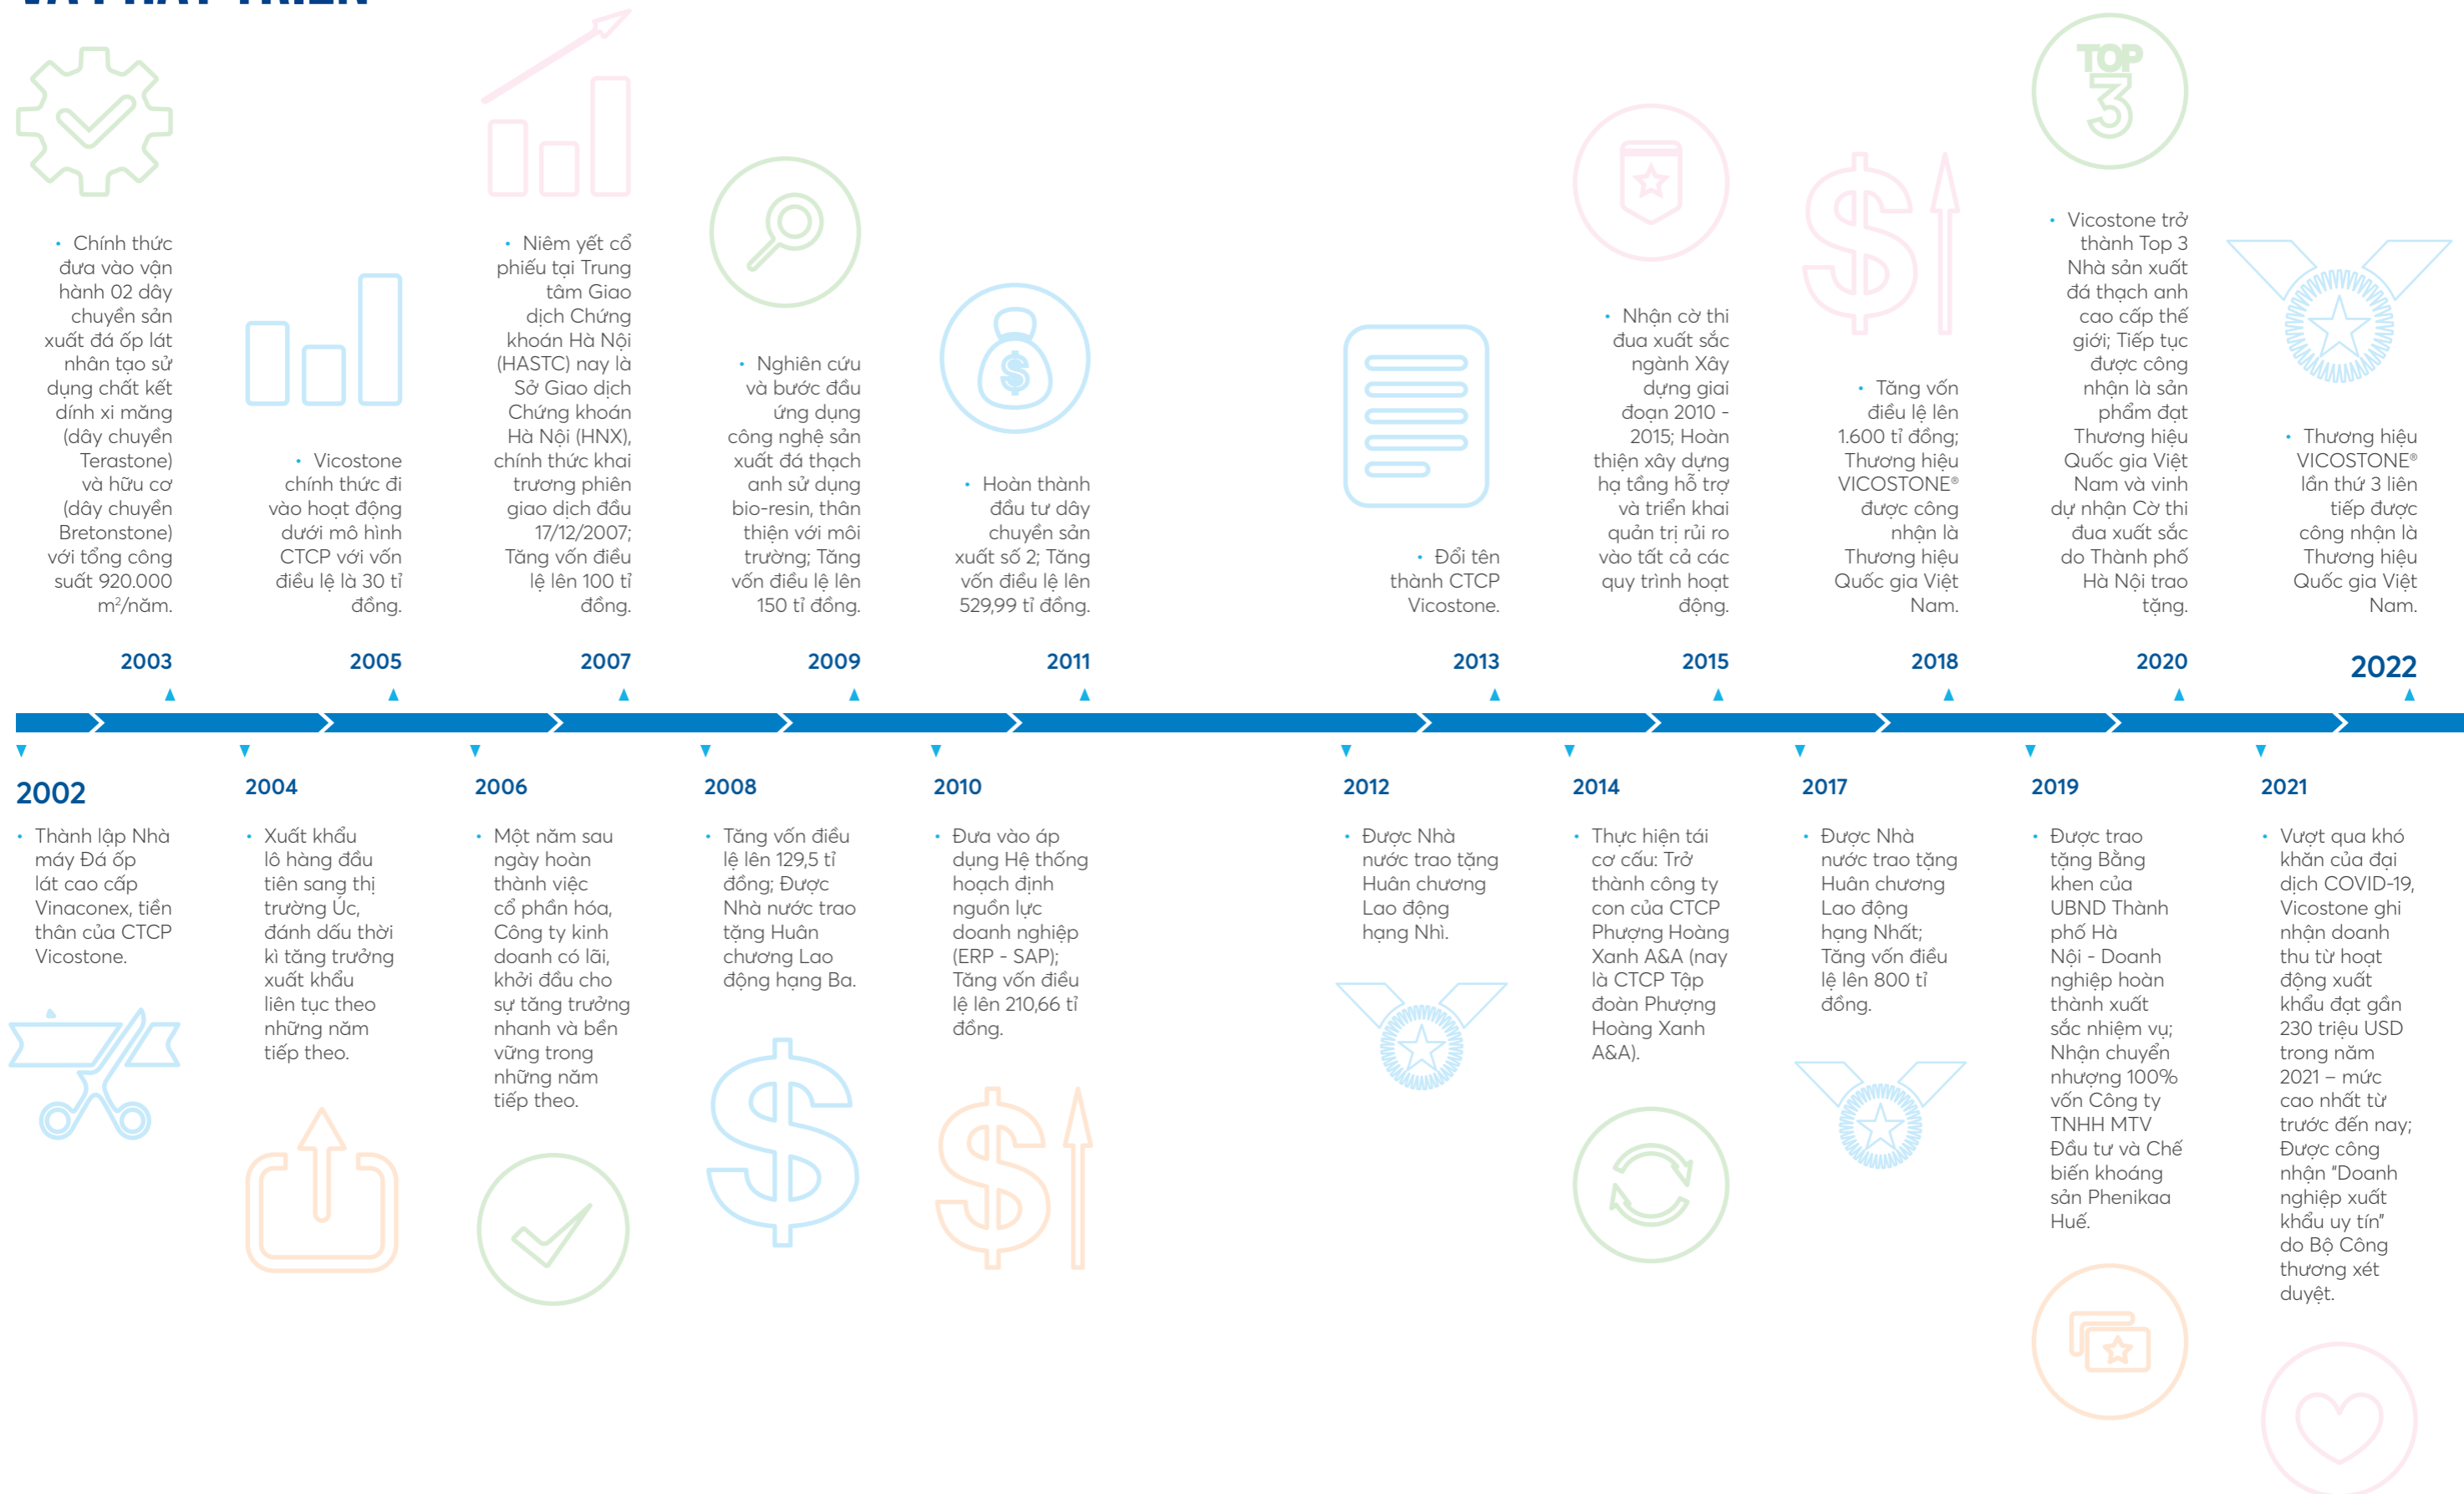 VÀ PHÁT TRIỂN
TOP
3
• Chính thức
đưa vào vận
hành 02 dây
chuyền sản
xuất đá ốp lát
nhân tạo sử
dụng chất kết
dính xi măng
(dây chuyền
Terastone)
và hữu cơ
(dây chuyền
Bretonstone)
với tổng công
suất 920.000
m²/năm.
2003
• Vicostone
chính thức đi
vào hoạt động
dưới mô hình
CTCP với vốn
điều lệ là 30 tỉ
đồng.
2005
• Niêm yết cổ
phiếu tại Trung
tâm Giao
dịch Chứng
khoán Hà Nội
(HASTC) nay là
Sở Giao dịch
Chứng khoán
Hà Nội (HNX),
chính thức khai
trương phiên
giao dịch đầu
17/12/2007;
Tăng vốn điều
lệ lên 100 tỉ
đồng.
2007
• Nghiên cứu
và bước đầu
ứng dụng
công nghệ sản
xuất đá thạch
anh sử dụng
bio-resin, thân
thiện với môi
trường; Tăng
vốn điều lệ lên
150 tỉ đồng.
2009
$
• Hoàn thành
đầu tư dây
chuyền sản
xuất số 2; Tăng
vốn điều lệ lên
529,99 tỉ đồng.
2011
• Đổi tên
thành CTCP
Vicostone.
2013
• Nhận cờ thi
đua xuất sắc
ngành Xây
dựng giai
đoạn 2010 -
2015; Hoàn
thiện xây dựng
hạ tầng hỗ trợ
và triển khai
quản trị rủi ro
vào tất cả các
quy trình hoạt
động.
2015
$
• Tăng vốn
điều lệ lên
1.600 tỉ đồng;
Thương hiệu
VICOSTONE®
được công
nhận là
Thương hiệu
Quốc gia Việt
Nam.
2018
• Vicostone trở
thành Top 3
Nhà sản xuất
đá thạch anh
cao cấp thế
giới; Tiếp tục
được công
nhận là sản
phẩm đạt
Thương hiệu
Quốc gia Việt
Nam và vinh
dự nhận Cờ thi
đua xuất sắc
do Thành phố
Hà Nội trao
tặng.
2020
• Thương hiệu
VICOSTONE®
lần thứ 3 liên
tiếp được
công nhận là
Thương hiệu
Quốc gia Việt
Nam.
2022
2002
• Thành lập Nhà
máy Đá ốp
lát cao cấp
Vinaconex, tiền
thân của CTCP
Vicostone.
2004
• Xuất khẩu
lô hàng đầu
tiên sang thị
trường Úc,
đánh dấu thời
kì tăng trưởng
xuất khẩu
liên tục theo
những năm
tiếp theo.
2006
• Một năm sau
ngày hoàn
thành việc
cổ phần hóa,
Công ty kinh
doanh có lãi,
khởi đầu cho
sự tăng trưởng
nhanh và bền
vững trong
những năm
tiếp theo.
2008
• Tăng vốn điều
lệ lên 129,5 tỉ
đồng; Được
Nhà nước trao
tặng Huân
chương Lao
động hạng Ba.
$
2010
• Đưa vào áp
dụng Hệ thống
hoạch định
nguồn lực
doanh nghiệp
(ERP - SAP);
Tăng vốn điều
lệ lên 210,66 tỉ
đồng.
$
2012
• Được Nhà
nước trao tặng
Huân chương
Lao động
hạng Nhì.
2014
• Thực hiện tái
cơ cấu: Trở
thành công ty
con của CTCP
Phượng Hoàng
Xanh A&A (nay
là CTCP Tập
đoàn Phượng
Hoàng Xanh
A&A).
2017
• Được Nhà
nước trao tặng
Huân chương
Lao động
hạng Nhất;
Tăng vốn điều
lệ lên 800 tỉ
đồng.
2019
• Được trao
tặng Bằng
khen của
UBND Thành
phố Hà
Nội - Doanh
nghiệp hoàn
thành xuất
sắc nhiệm vụ;
Nhận chuyển
nhượng 100%
vốn Công ty
TNHH MTV
Đầu tư và Chế
biến khoáng
sản Phenikaa
Huế.
2021
• Vượt qua khó
khăn của đại
dịch COVID-19,
Vicostone ghi
nhận doanh
thu từ hoạt
động xuất
khẩu đạt gần
230 triệu USD
trong năm
2021 – mức
cao nhất từ
trước đến nay;
Được công
nhận "Doanh
nghiệp xuất
khẩu uy tín"
do Bộ Công
thương xét
duyệt.